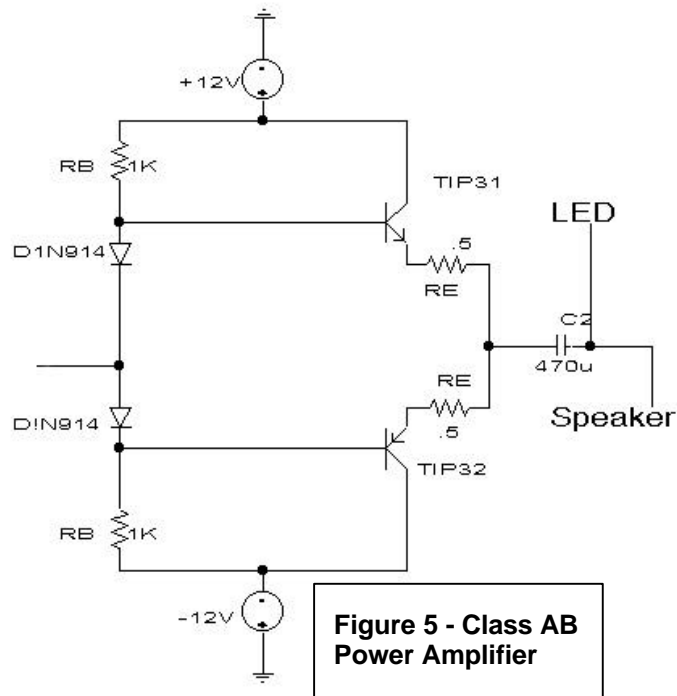 +12V
RB 1K
TIP31
D1N914
.5
RE
LED
C2
470u
RE
.5
Speaker
D!N914
TIP32
RB 1K
-12V
Figure 5 - Class AB
Power Amplifier